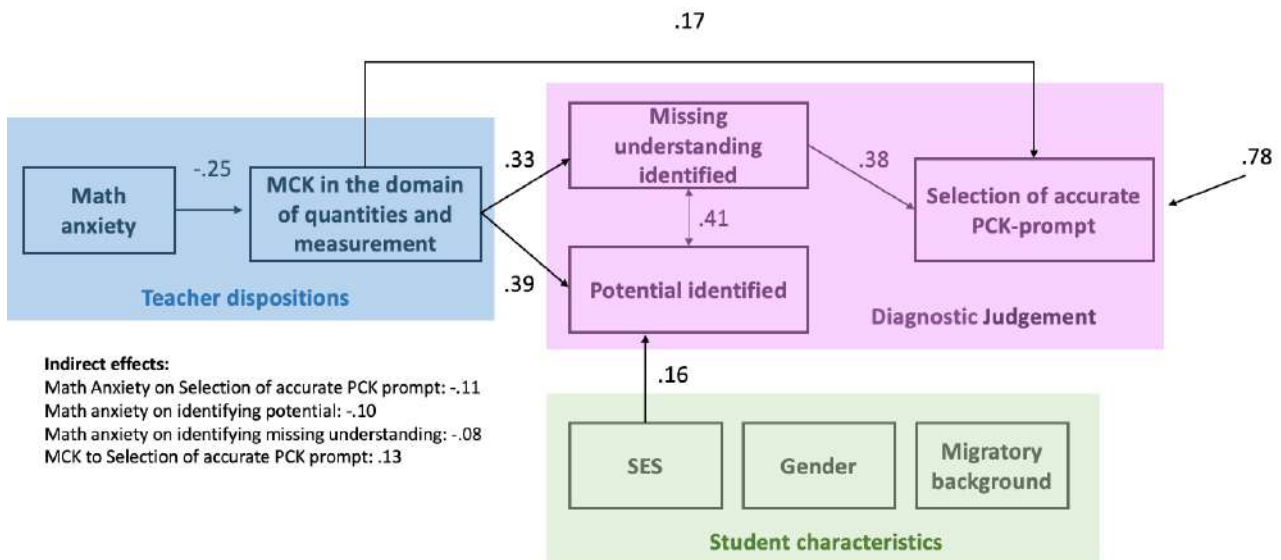 .17
Missing
understanding
identified
-.25
.33
.38
.78
Math
anxiety
MCK in the domain
of quantities and
measurement
Selection of accurate
PCK-prompt
.41
.39
Potential identified
Teacher dispositions
Diagnostic Judgement
Indirect effects:
Math Anxiety on Selection of accurate PCK prompt: -.11
Math anxiety on identifying potential: -.10
Math anxiety on identifying missing understanding: -.08
MCK to Selection of accurate PCK prompt: .13
.16
SES
Gender
Migratory
background
Student characteristics